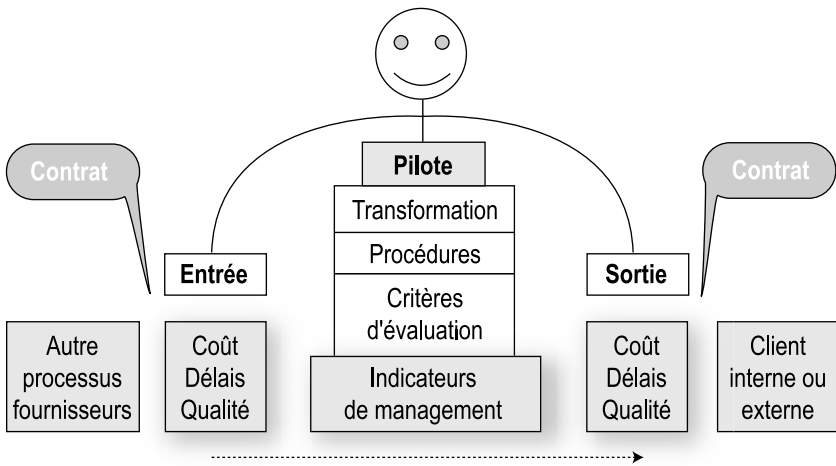 Contrat
Contrat
Pilote
Transformation
Procédures
Critères
d'évaluation
Indicateurs
de management
Entrée
Sortie
Autre
processus
fournisseurs
Coût
Délais
Qualité
Coût
Délais
Qualité
Client
interne ou
externe